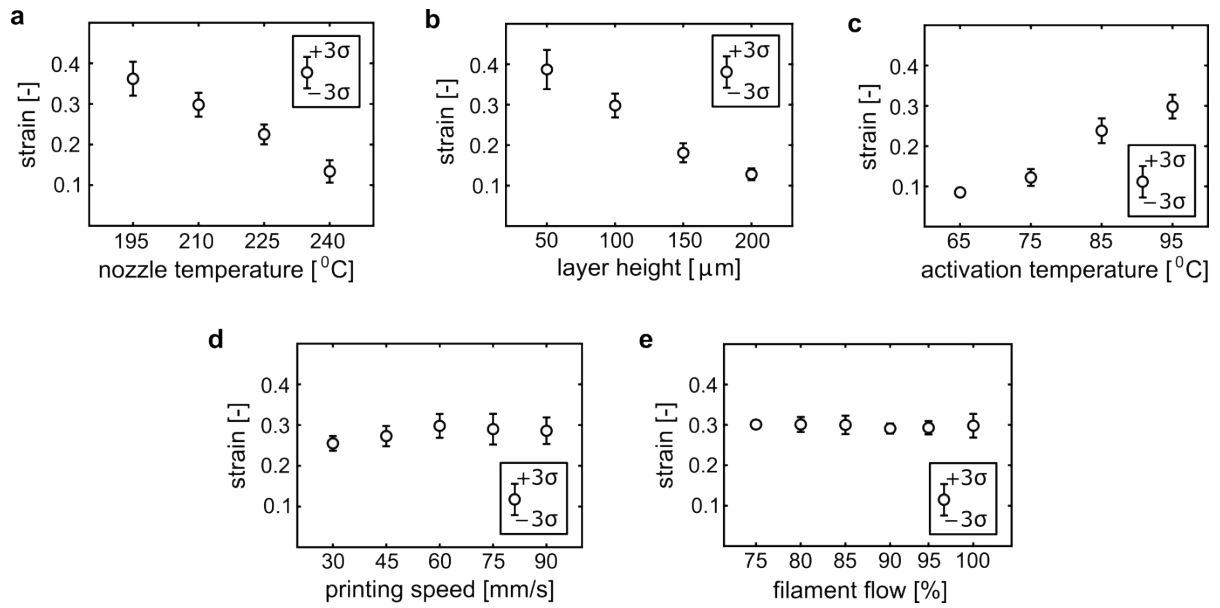 a
strain [-]
0.4
0.3
0.2
0.1
+3σ
−3σ
195 210 225 240
nozzle temperature [⁰C]
b
strain [-]
0.4
0.3
0.2
0.1
+3σ
−3σ
50 100 150 200
layer height [μm]
c
strain [-]
0.4
0.3
0.2
0.1
+3σ
−3σ
65 75 85 95
activation temperature [⁰C]
d
strain [-]
0.4
0.3
0.2
0.1
+3σ
−3σ
30 45 60 75 90
printing speed [mm/s]
e
strain [-]
0.4
0.3
0.2
0.1
+3σ
−3σ
75 80 85 90 95 100
filament flow [%]